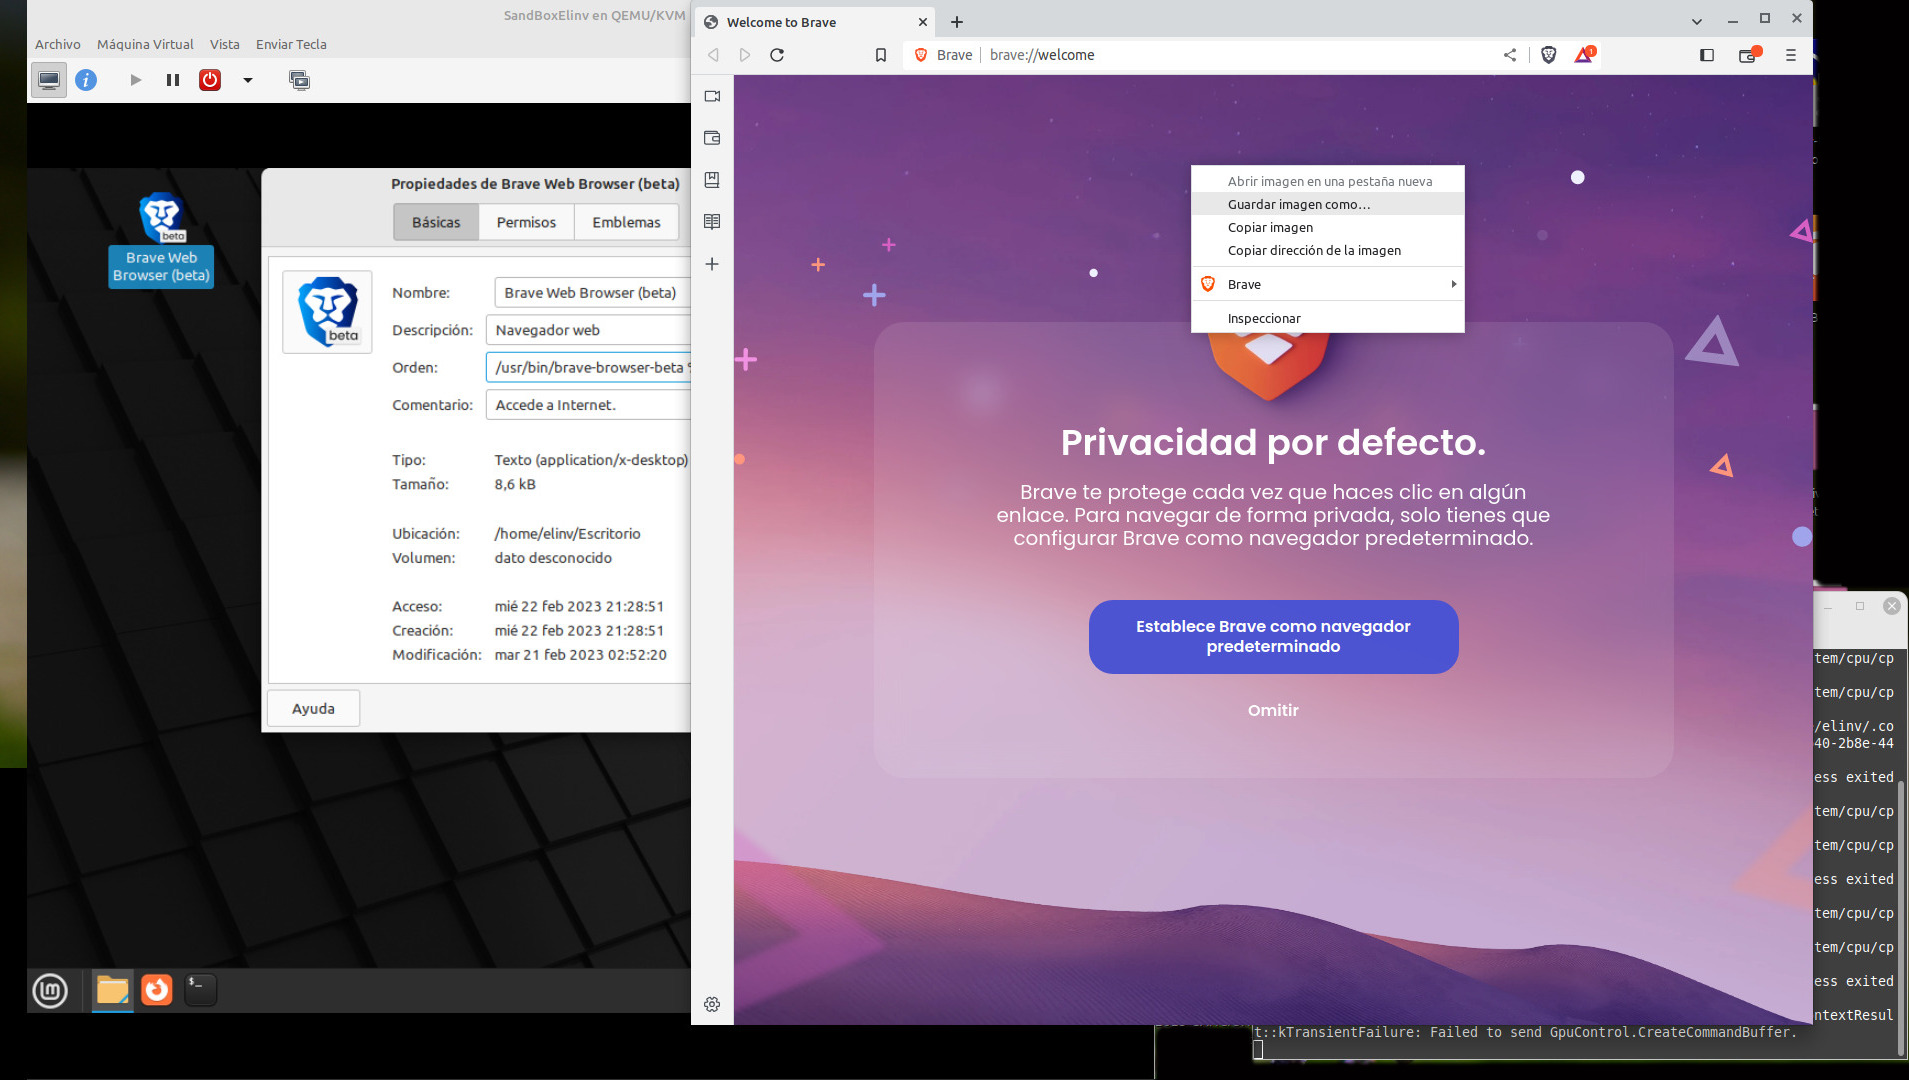 SandBoxElinv en QEMU/KVM
Archivo Máquina Virtual Vista Enviar Tecla
beta
Brave Web
Browser (beta)
Propiedades de Brave Web Browser (beta)
Básicas Permisos Emblemas
beta
Nombre: Brave Web Browser (beta)
Descripción: Navegador web
Orden: /usr/bin/brave-browser-beta
Comentario: Accede a Internet.
Tipo: Texto (application/x-desktop)
Tamaño: 8,6 kB
Ubicación: /home/elinv/Escritorio
Volumen: dato desconocido
Acceso: mié 22 feb 2023 21:28:51
Creación: mié 22 feb 2023 21:28:51
Modificación: mar 21 feb 2023 02:52:20
Ayuda
$_
Welcome to Brave
Brave brave://welcome
1
Abrir imagen en una pestaña nueva
Guardar imagen como…
Copiar imagen
Copiar dirección de la imagen
Brave
Inspeccionar
Privacidad por defecto.
Brave te protege cada vez que haces clic en algún
enlace. Para navegar de forma privada, solo tienes que
configurar Brave como navegador predeterminado.
Establece Brave como navegador
predeterminado
Omitir
tem/cpu/cp
tem/cpu/cp
/elinv/.co
40-2b8e-44
ess exited
tem/cpu/cp
tem/cpu/cp
ess exited
tem/cpu/cp
tem/cpu/cp
ess exited
ntextResul
t::kTransientFailure: Failed to send GpuControl.CreateCommandBuffer.